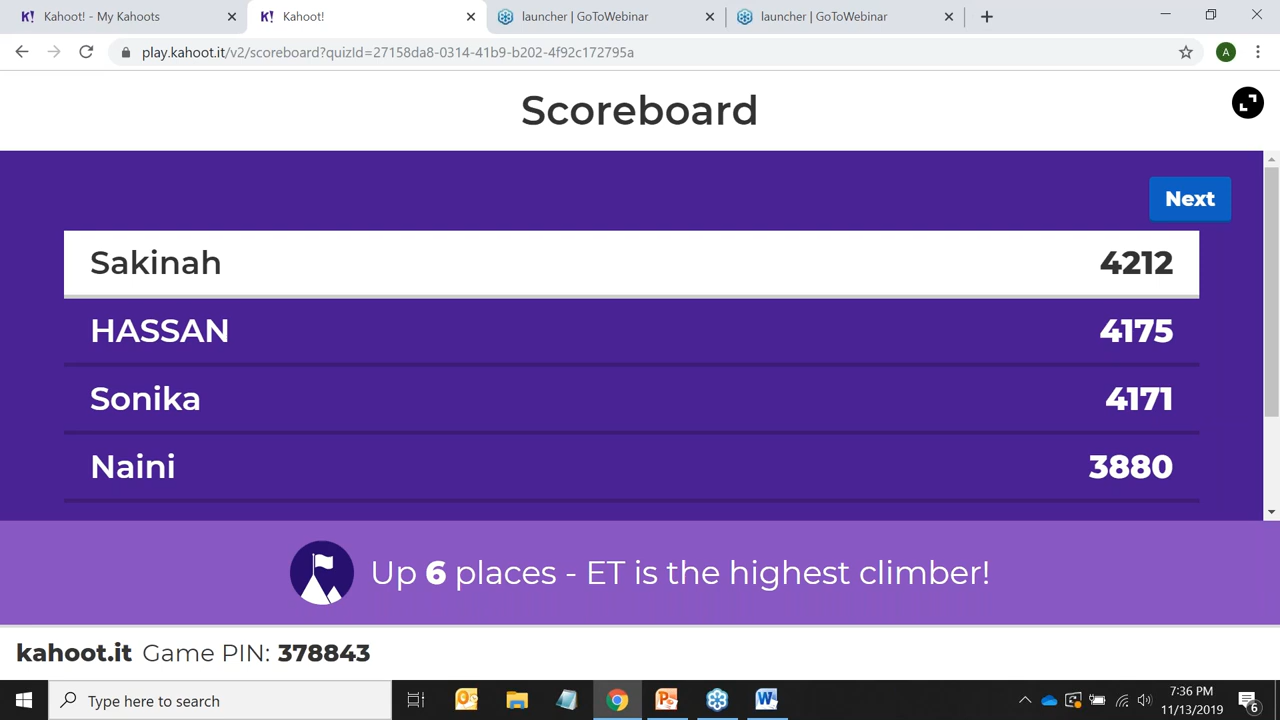 K! Kahoot! - My Kahoots
K! Kahoot!
launcher | GoToWebinar
launcher | GoToWebinar
play.kahoot.it/v2/scoreboard?quizId=27158da8-0314-41b9-b202-4f92c172795a
A
Scoreboard
Next
Sakinah 4212
HASSAN 4175
Sonika 4171
Naini 3880
Up 6 places - ET is the highest climber!
kahoot.it Game PIN: 378843
Type here to search
7:36 PM
11/13/2019
6